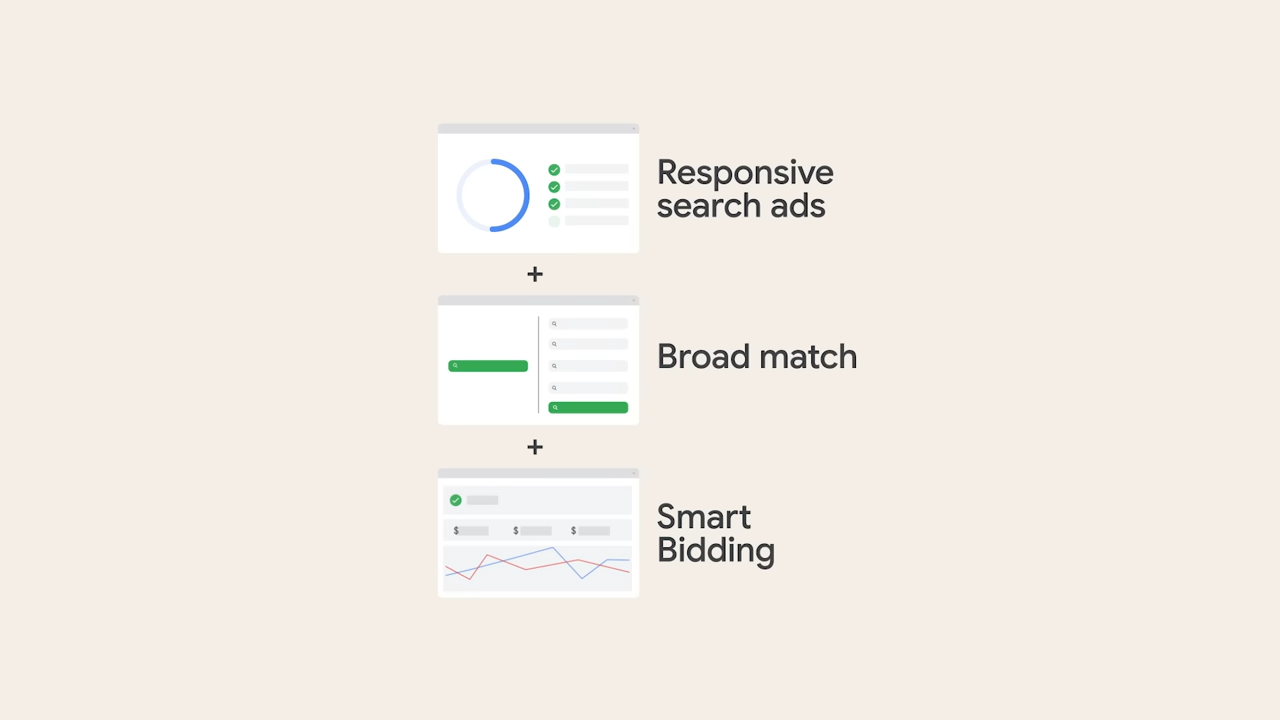 Responsive
search ads
+
Broad match
+
Smart
Bidding
$ $ $